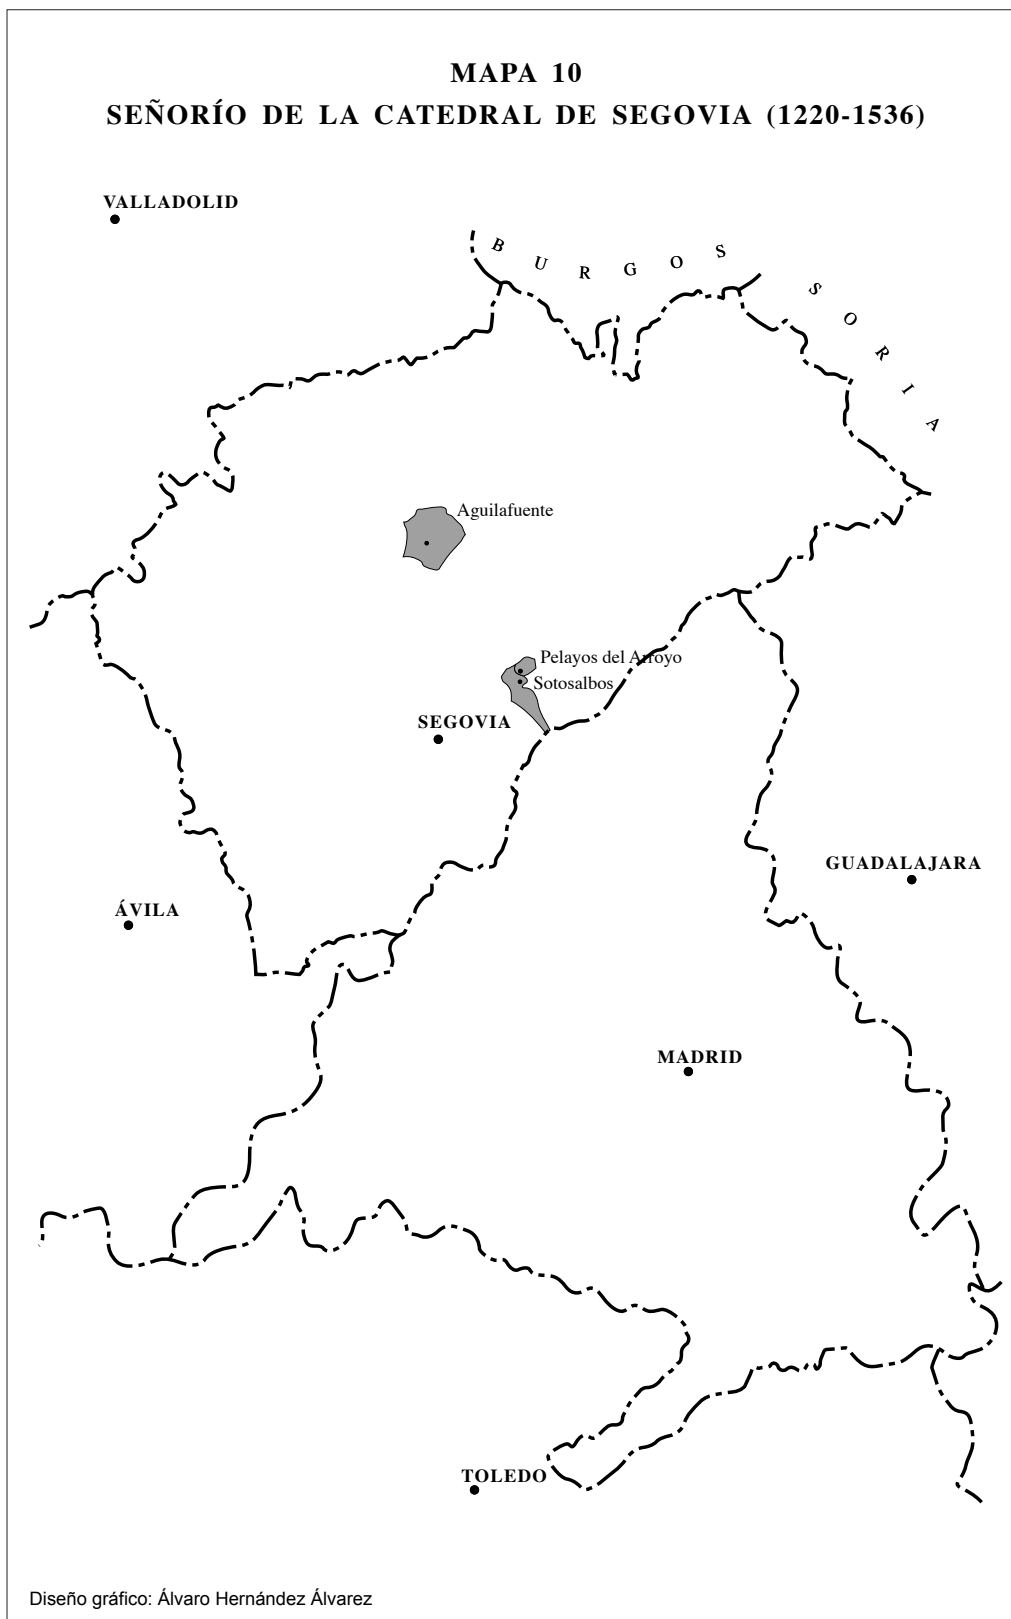 MAPA 10
SEÑORÍO DE LA CATEDRAL DE SEGOVIA (1220-1536)
VALLADOLID
BURGOS
SORIA
Aguilafuente
Pelayos del Arroyo
Sotosalbos
SEGOVIA
GUADALAJARA
ÁVILA
MADRID
TOLEDO
Diseño gráfico: Álvaro Hernández Álvarez